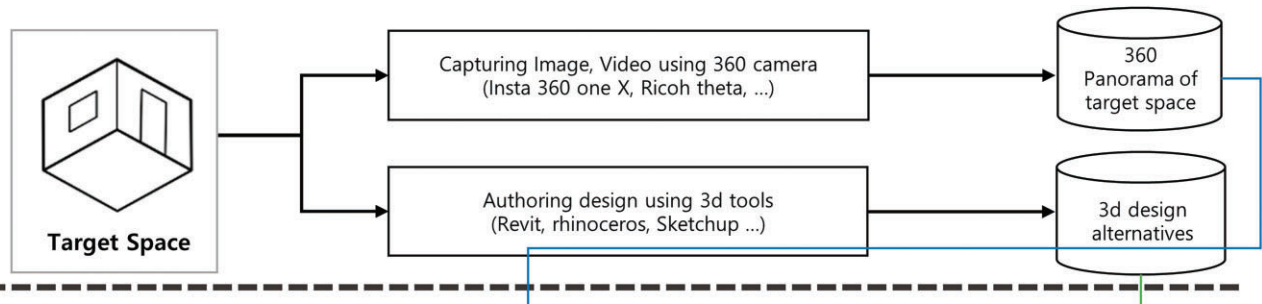 Capturing Image, Video using 360 camera
(Insta 360 one X, Ricoh theta, ...)
360
Panorama of
target space
Authoring design using 3d tools
(Revit, rhinoceros, Sketchup ...)
3d design
alternatives
Target Space